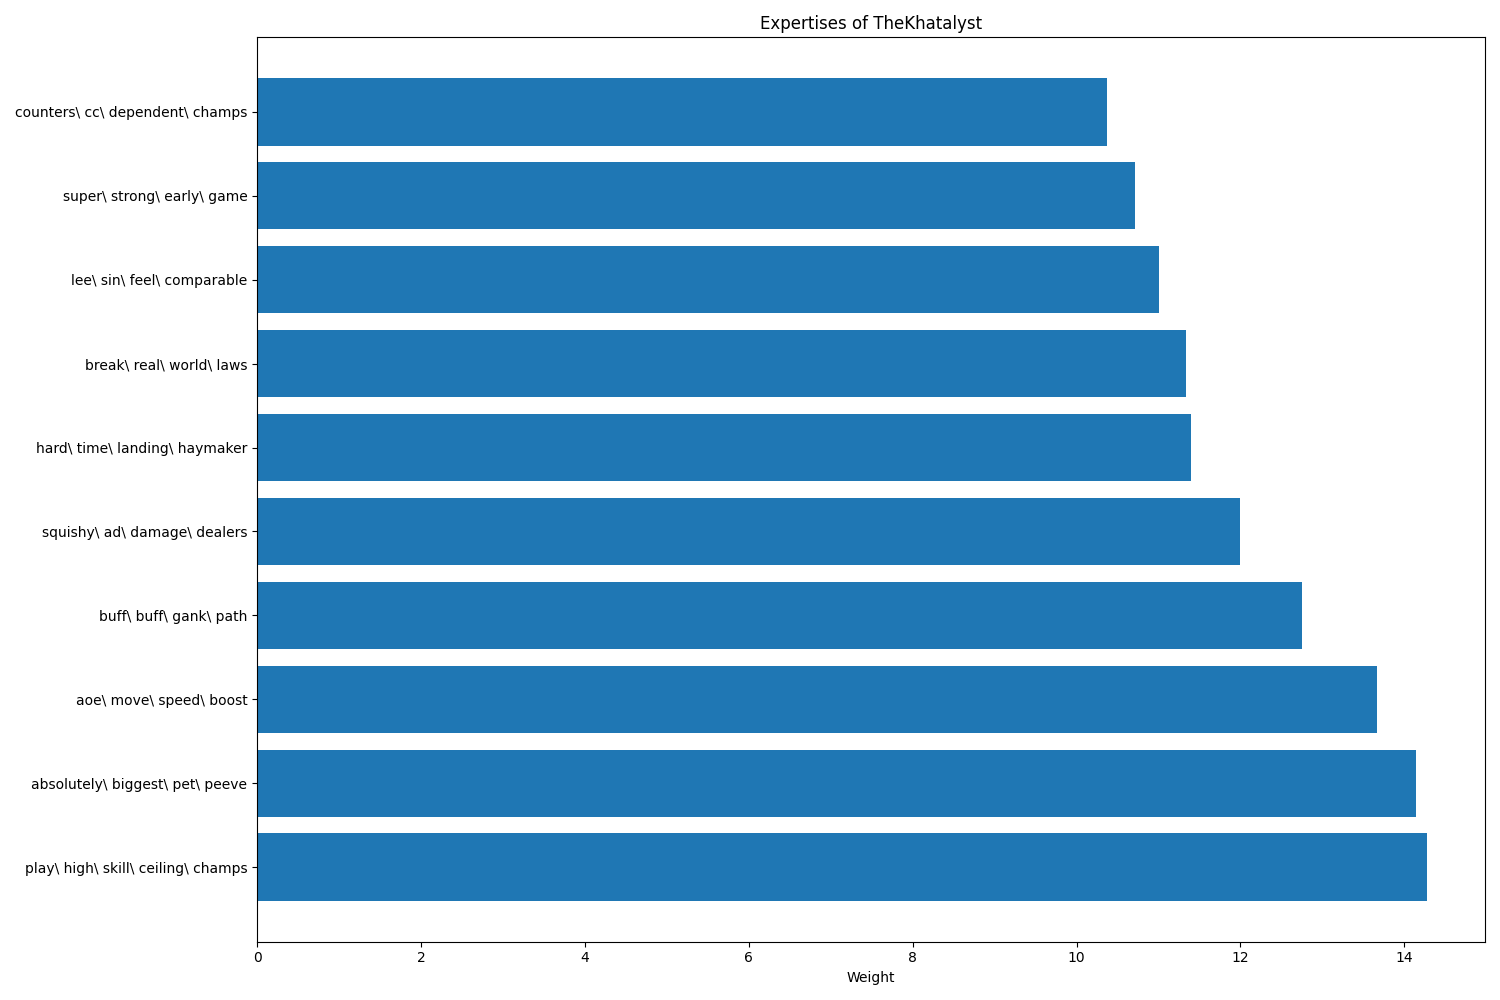 Expertises of TheKhatalyst
counters\ cc\ dependent\ champs
super\ strong\ early\ game
lee\ sin\ feel\ comparable
break\ real\ world\ laws
hard\ time\ landing\ haymaker
squishy\ ad\ damage\ dealers
buff\ buff\ gank\ path
aoe\ move\ speed\ boost
absolutely\ biggest\ pet\ peeve
play\ high\ skill\ ceiling\ champs
0 2 4 6 8 10 12 14
Weight